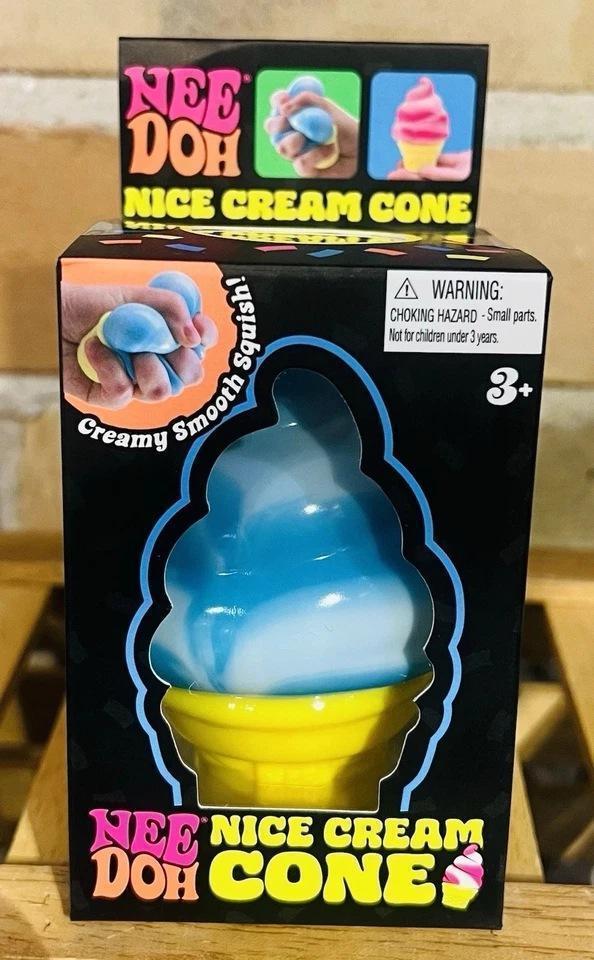 NEE
DOH
NICE CREAM CONE
Creamy Smooth Squish!
⚠ WARNING:
CHOKING HAZARD - Small parts.
Not for children under 3 years.
3+
NEE
DOH
NICE CREAM
CONE